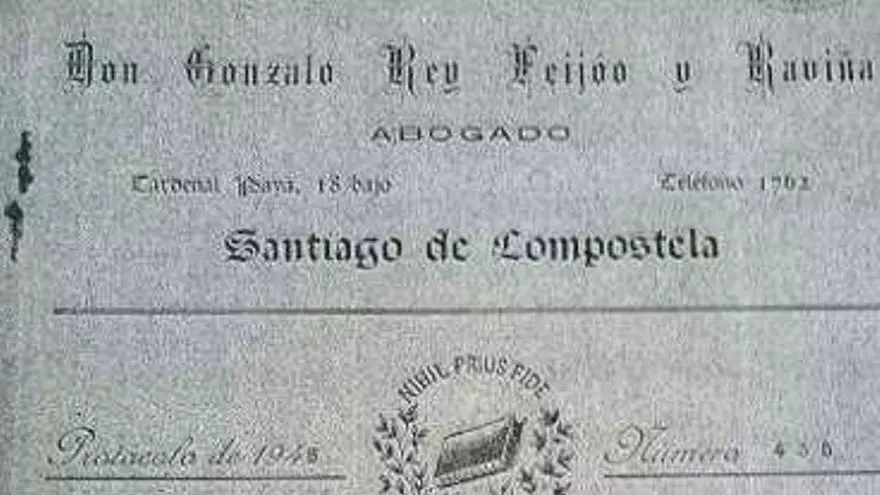 Don Gonzalo Rey Feijóo y Raviña
ABOGADO
Cardenal Payá, 18 bajo Teléfono 1762
Santiago de Compostela
NIHIL PRIUS FIDE
Protocolo de 1948 Número